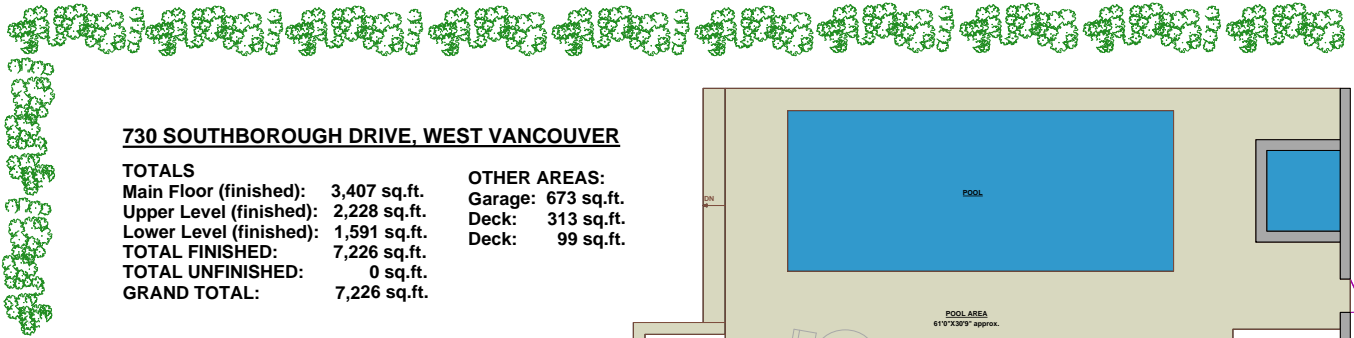 730 SOUTHBOROUGH DRIVE, WEST VANCOUVER
TOTALS
Main Floor (finished): 3,407 sq.ft.
Upper Level (finished): 2,228 sq.ft.
Lower Level (finished): 1,591 sq.ft.
TOTAL FINISHED: 7,226 sq.ft.
TOTAL UNFINISHED: 0 sq.ft.
GRAND TOTAL: 7,226 sq.ft.
OTHER AREAS:
Garage: 673 sq.ft.
Deck: 313 sq.ft.
Deck: 99 sq.ft.
DN
POOL
POOL AREA
61'0"X30'9" approx.